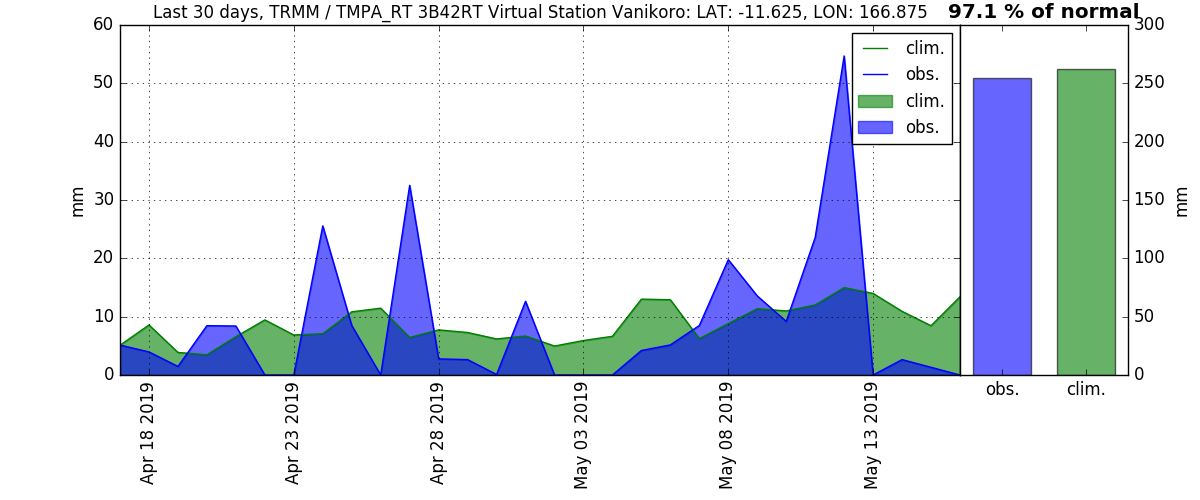 Last 30 days, TRMM / TMPA_RT 3B42RT Virtual Station Vanikoro: LAT: -11.625, LON: 166.875
97.1 % of normal
60
50
40
30
20
10
0
mm
clim.
obs.
clim.
obs.
Apr 18 2019
Apr 23 2019
Apr 28 2019
May 03 2019
May 08 2019
May 13 2019
300
250
200
150
100
50
0
mm
obs.
clim.